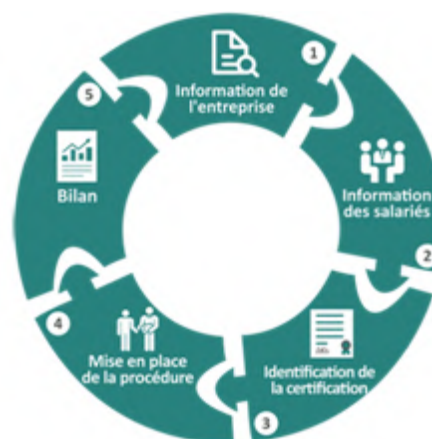 1
Information de
l'entreprise
Information
des salariés
2
Identification de
la certification
3
Mise en place
de la procédure
4
Bilan
5